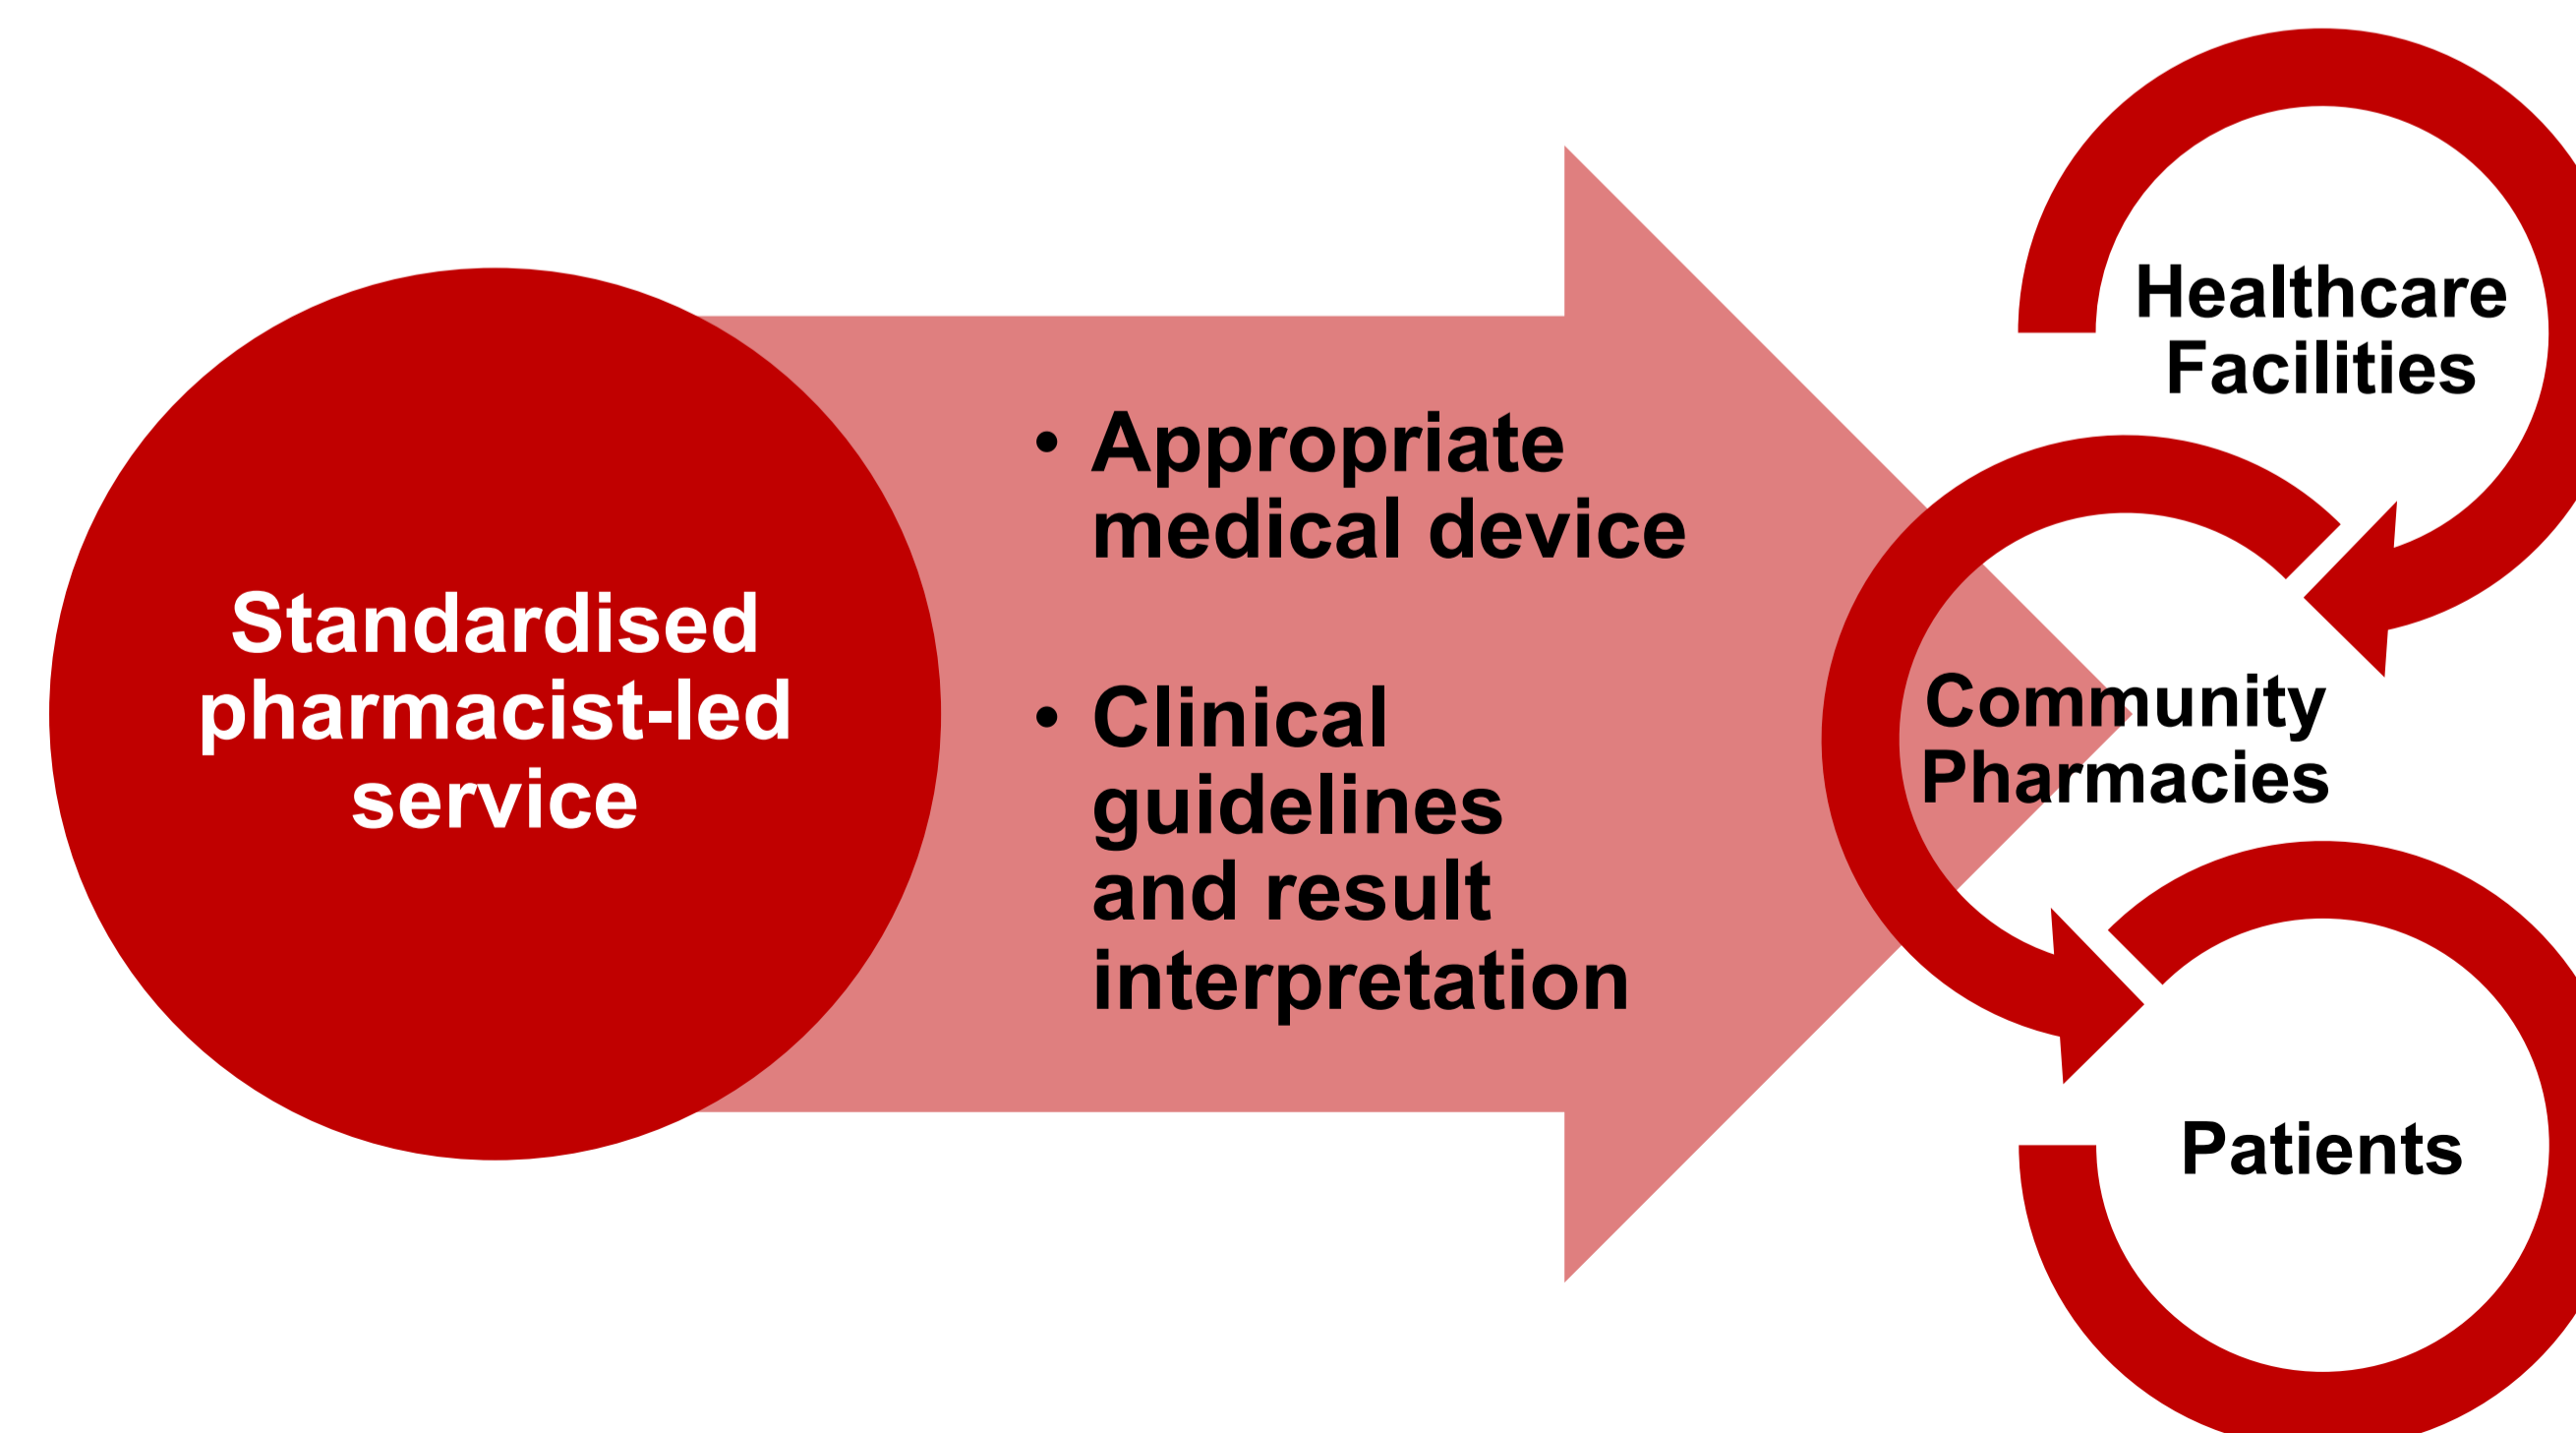 Standardised
pharmacist-led
service
• Appropriate
medical device
• Clinical
guidelines
and result
interpretation
Healthcare
Facilities
Community
Pharmacies
Patients